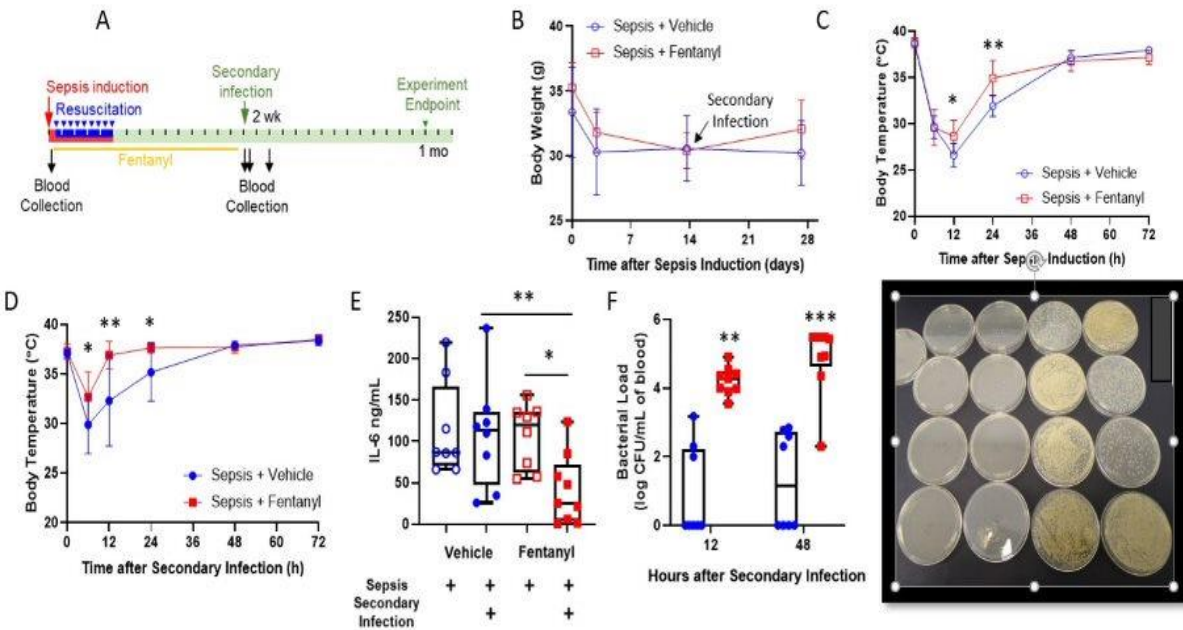 A
Sepsis induction
Resuscitation
Secondary
infection
2 wk
Experiment
Endpoint
1 mo
Fentanyl
Blood
Collection
Blood
Collection
B
Sepsis + Vehicle
Sepsis + Fentanyl
Body Weight (g)
40
35
30
25
Secondary
Infection
0 7 14 21 28
Time after Sepsis Induction (days)
C
Body Temperature (°C)
40
35
30
25
20
*
**
Sepsis + Vehicle
Sepsis + Fentanyl
0 12 24 36 48 60 72
Induction (h)
Time after
D
Body Temperature (°C)
40
35
30
25
20
*
**
*
Sepsis + Vehicle
Sepsis + Fentanyl
0 12 24 36 48 60 72
Time after Secondary Infection (h)
E
**
*
IL-6 ng/mL
250
200
150
100
50
0
Vehicle Fentanyl
Sepsis + + + +
Secondary
Infection + +
F
Bacterial Load
(log CFU/mL of blood)
6
4
2
0
**
***
12 48
Hours after Secondary Infection